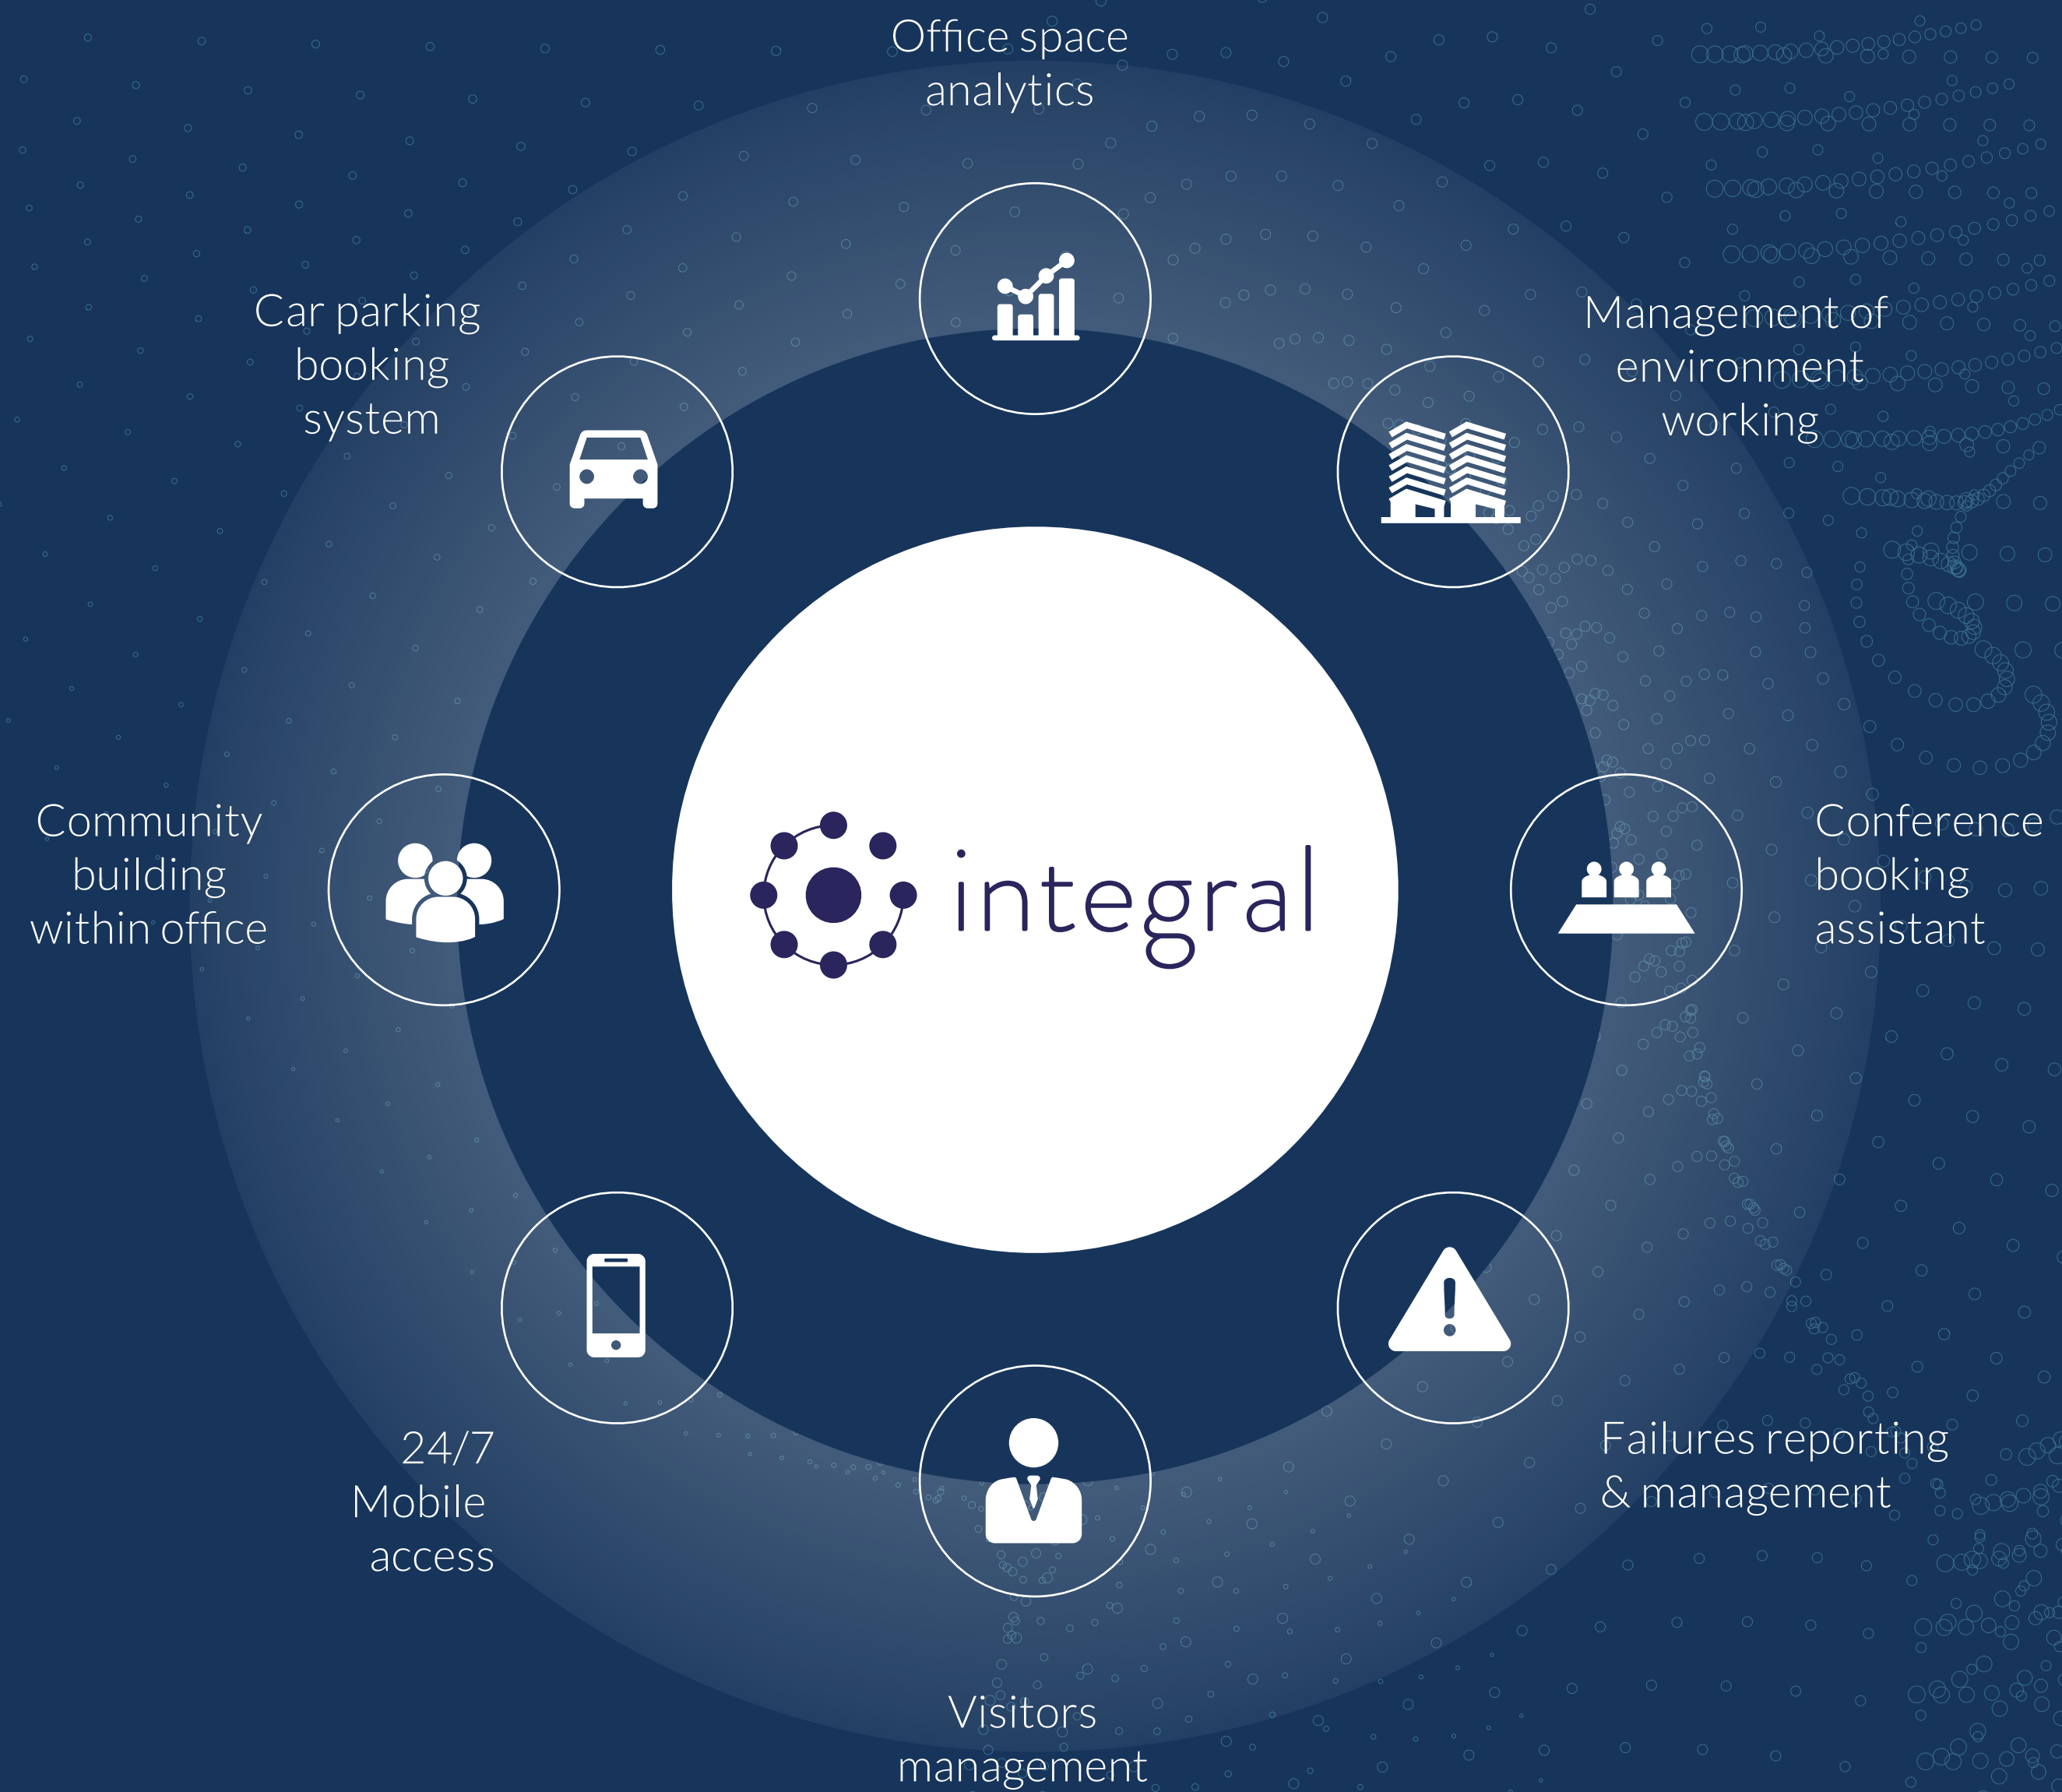 Office space
analytics
Car parking
booking
system
Management of
environment
working
Community
building
within office
integral
Conference
booking
assistant
24/7
Mobile
access
Failures reporting
& management
Visitors
management